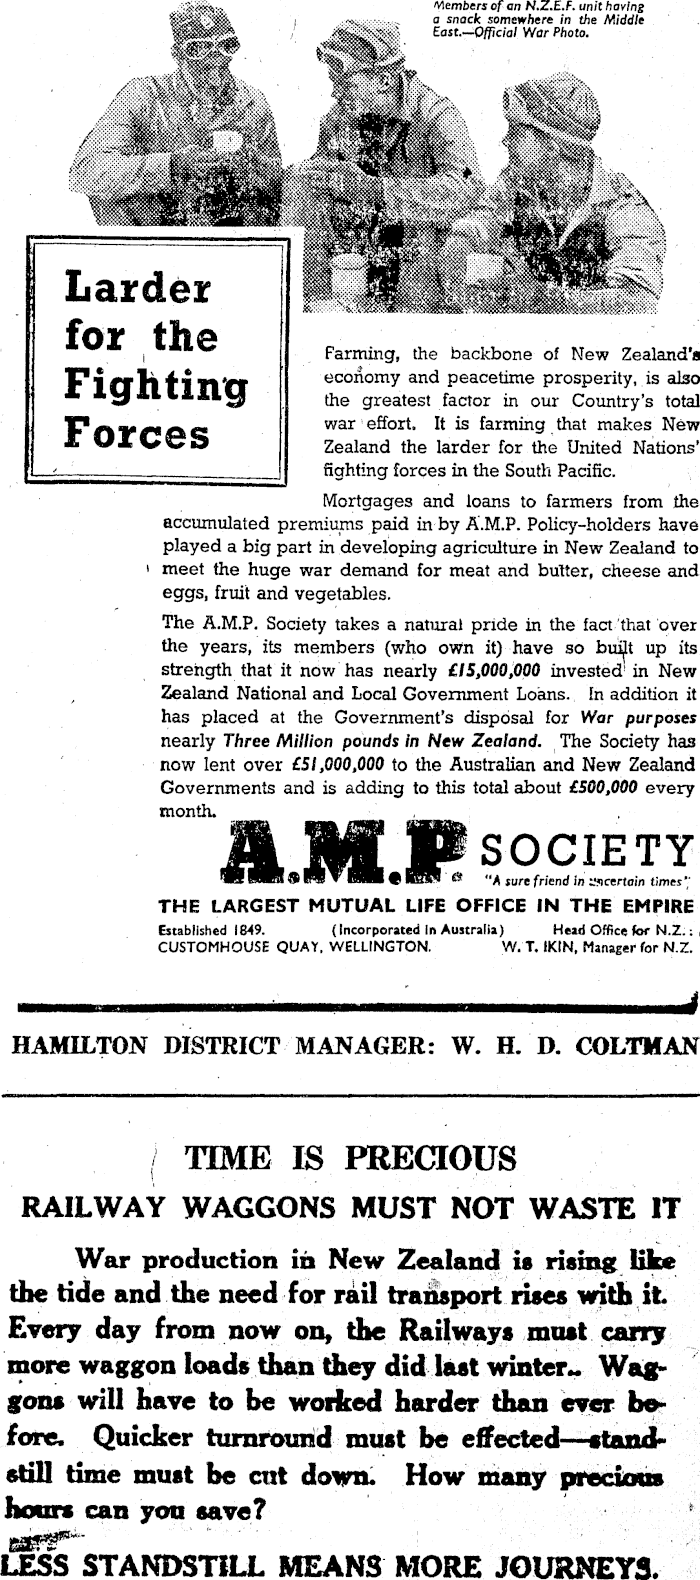 Members of an N.Z.E.F. unit having
a snack somewhere in the Middle
East.—Official War Photo.
Larder
for the
Fighting
Forces
Farming, the backbone of New Zealand's
economy and peacetime prosperity, is also
the greatest factor in our Country's total
war effort. It is farming that makes New
Zealand the larder for the United Nations'
fighting forces in the South Pacific.
Mortgages and loans to farmers from the
accumulated premiums paid in by A.M.P. Policy-holders have
played a big part in developing agriculture in New Zealand to
meet the huge war demand for meat and butter, cheese and
eggs, fruit and vegetables.
The A.M.P. Society takes a natural pride in the fact that over
the years, its members (who own it) have so built up its
strength that it now has nearly £15,000,000 invested in New
Zealand National and Local Government Loans. In addition it
has placed at the Government's disposal for War purposes
nearly Three Million pounds in New Zealand. The Society has
now lent over £51,000,000 to the Australian and New Zealand
Governments and is adding to this total about £500,000 every
month.
A.M.P. SOCIETY
"A sure friend in uncertain times"
THE LARGEST MUTUAL LIFE OFFICE IN THE EMPIRE
Established 1849. (Incorporated in Australia) Head Office for N.Z.:
CUSTOMHOUSE QUAY, WELLINGTON. W. T. IKIN, Manager for N.Z.
HAMILTON DISTRICT MANAGER: W. H. D. COLTMAN
TIME IS PRECIOUS
RAILWAY WAGGONS MUST NOT WASTE IT
War production in New Zealand is rising like
the tide and the need for rail transport rises with it.
Every day from now on, the Railways must carry
more waggon loads than they did last winter.. Wag-
gons will have to be worked harder than ever be-
fore. Quicker turnround must be effected—stand-
still time must be cut down. How many precious
hours can you save?
LESS STANDSTILL MEANS MORE JOURNEYS.